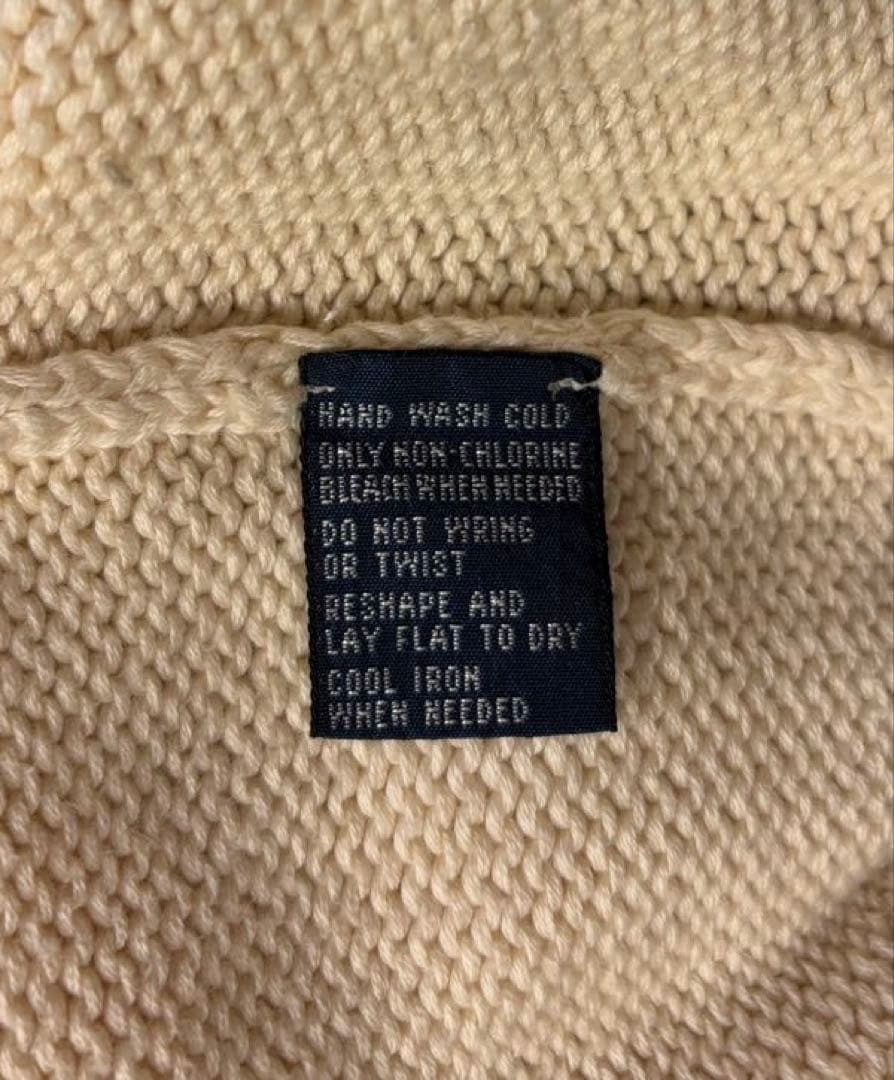 HAND WASH COLD
ONLY NON-CHLORINE
BLEACH WHEN NEEDED
DO NOT WRING
OR TWIST
RESHAPE AND
LAY FLAT TO DRY
COOL IRON
WHEN NEEDED